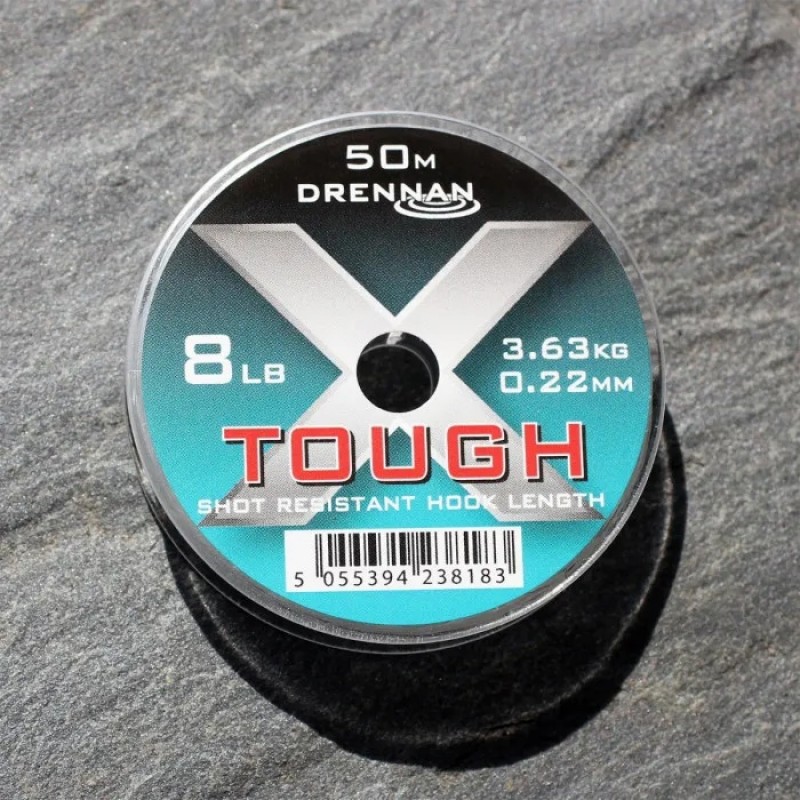 50M
DRENNAN
X
8LB
3.63KG
0.22MM
TOUGH
SHOT RESISTANT HOOK LENGTH
5 055394 238183